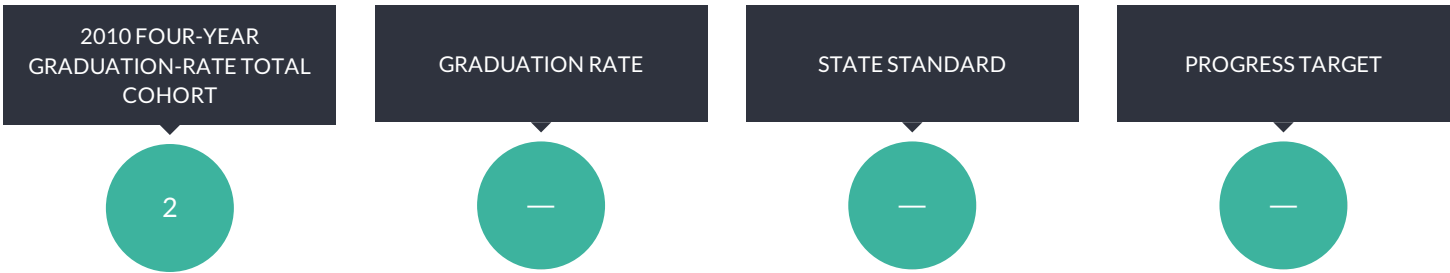 2010 FOUR-YEAR
GRADUATION-RATE TOTAL
COHORT
GRADUATION RATE
STATE STANDARD
PROGRESS TARGET
2
—
—
—